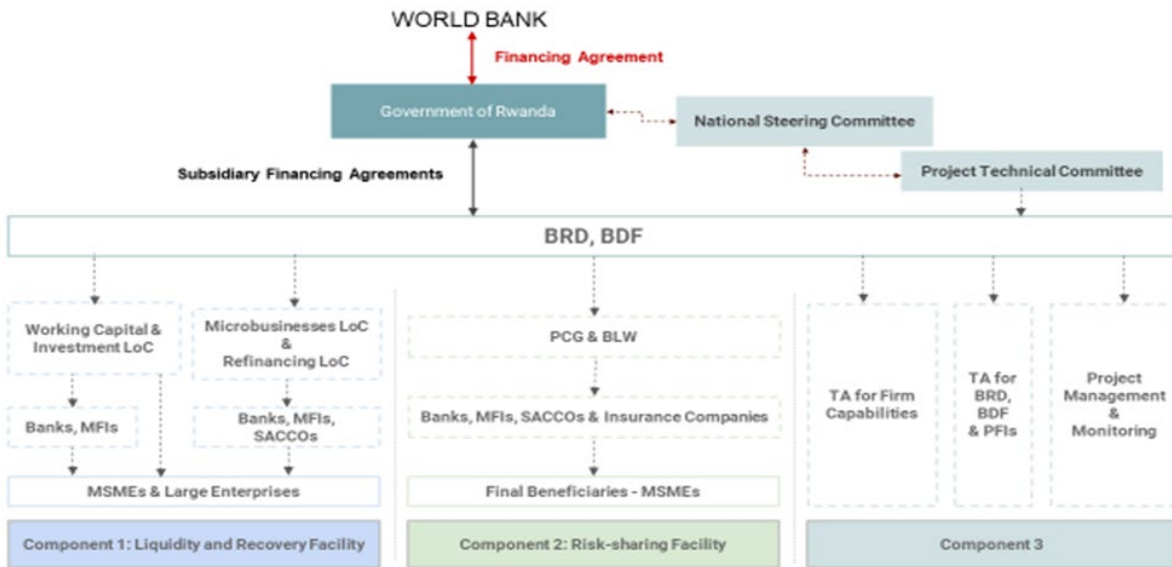 WORLD BANK
Financing Agreement
Government of Rwanda
National Steering Committee
Subsidiary Financing Agreements
Project Technical Committee
BRD, BDF
Working Capital &
Investment LoC
Microbusinesses LoC
&
Refinancing LoC
PCG & BLW
TA for Firm
Capabilities
TA for
BRD,
BDF
& PFIs
Project
Management
&
Monitoring
Banks, MFIs
Banks, MFIs,
SACCOs
Banks, MFIs, SACCOs & Insurance Companies
MSMEs & Large Enterprises
Final Beneficiaries - MSMEs
Component 1: Liquidity and Recovery Facility
Component 2: Risk-sharing Facility
Component 3